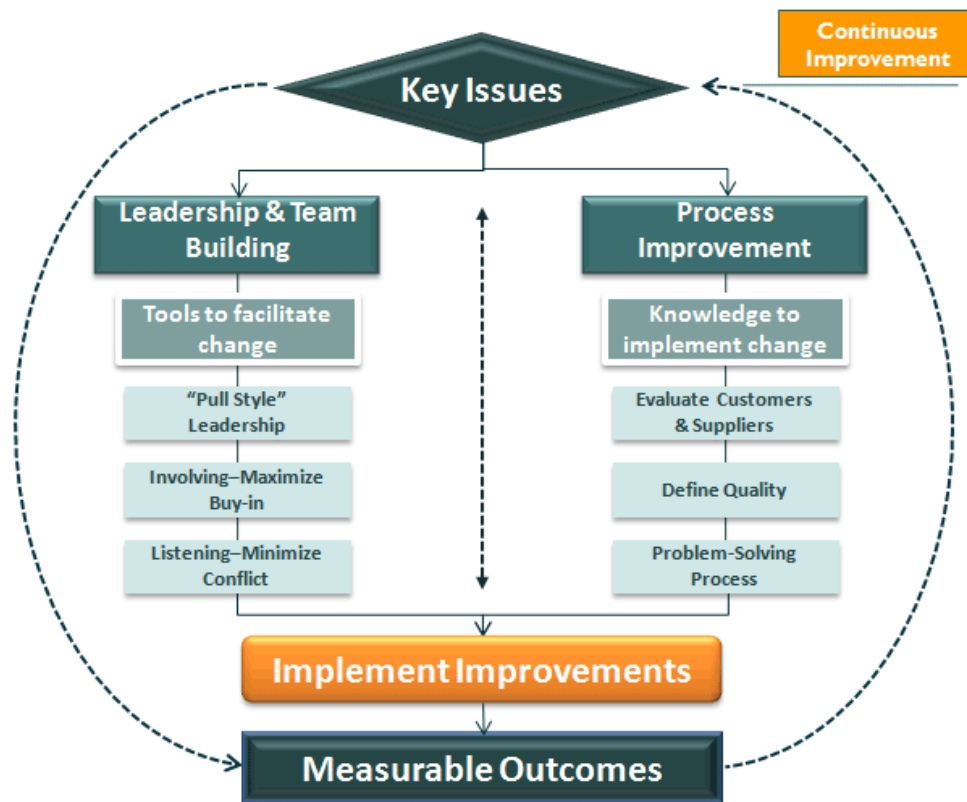 Continuous
Improvement
Key Issues
Leadership & Team
Building
Tools to facilitate
change
“Pull Style”
Leadership
Involving–Maximize
Buy-in
Listening–Minimize
Conflict
Process
Improvement
Knowledge to
implement change
Evaluate Customers
& Suppliers
Define Quality
Problem-Solving
Process
Implement Improvements
Measurable Outcomes